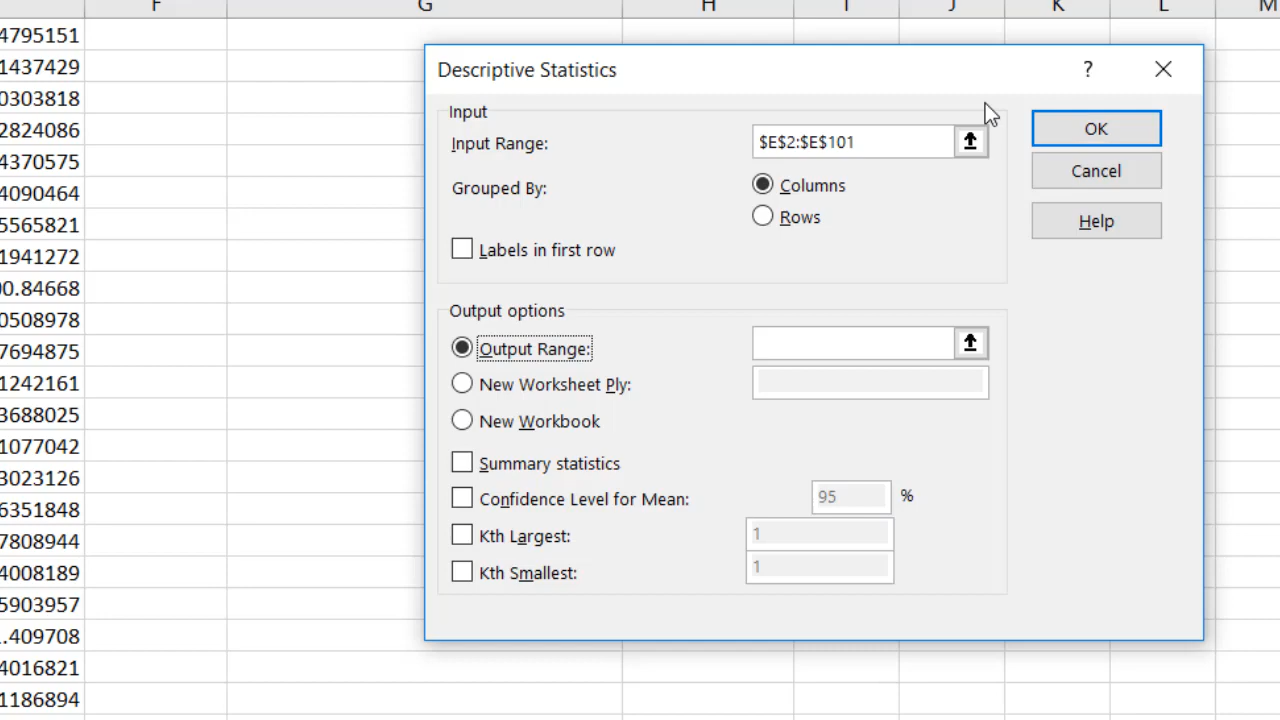 F G H I J K L M
4795151
1437429
0303818
2824086
4370575
4090464
5565821
1941272
00.84668
0508978
7694875
1242161
3688025
1077042
3023126
6351848
7808944
4008189
5903957
.409708
4016821
1186894
Descriptive Statistics ?
Input
Input Range: $E$2:$E$101
Grouped By: Columns
Rows
Labels in first row
OK
Cancel
Help
Output options
Output Range:
New Worksheet Ply:
New Workbook
Summary statistics
Confidence Level for Mean: 95 %
Kth Largest: 1
Kth Smallest: 1